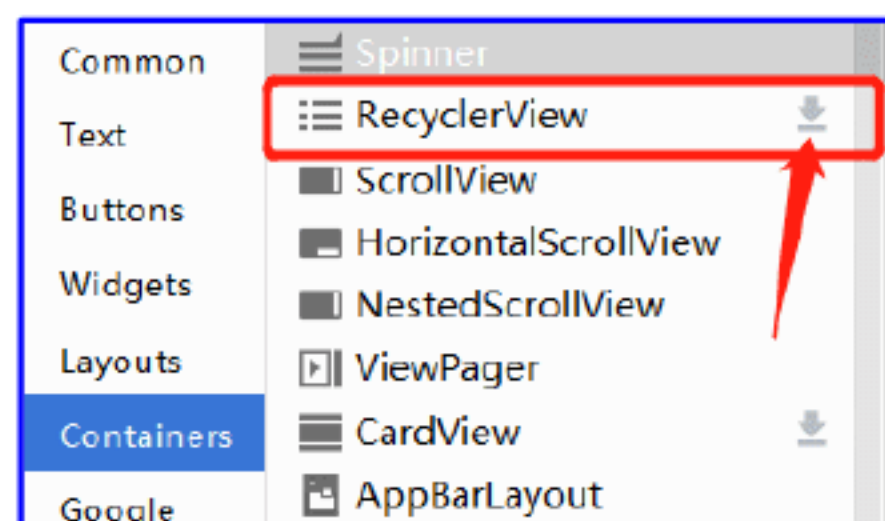 Common
Text
Buttons
Widgets
Layouts
Containers
Google
Spinner
RecyclerView
ScrollView
HorizontalScrollView
NestedScrollView
ViewPager
CardView
AppBarLayout